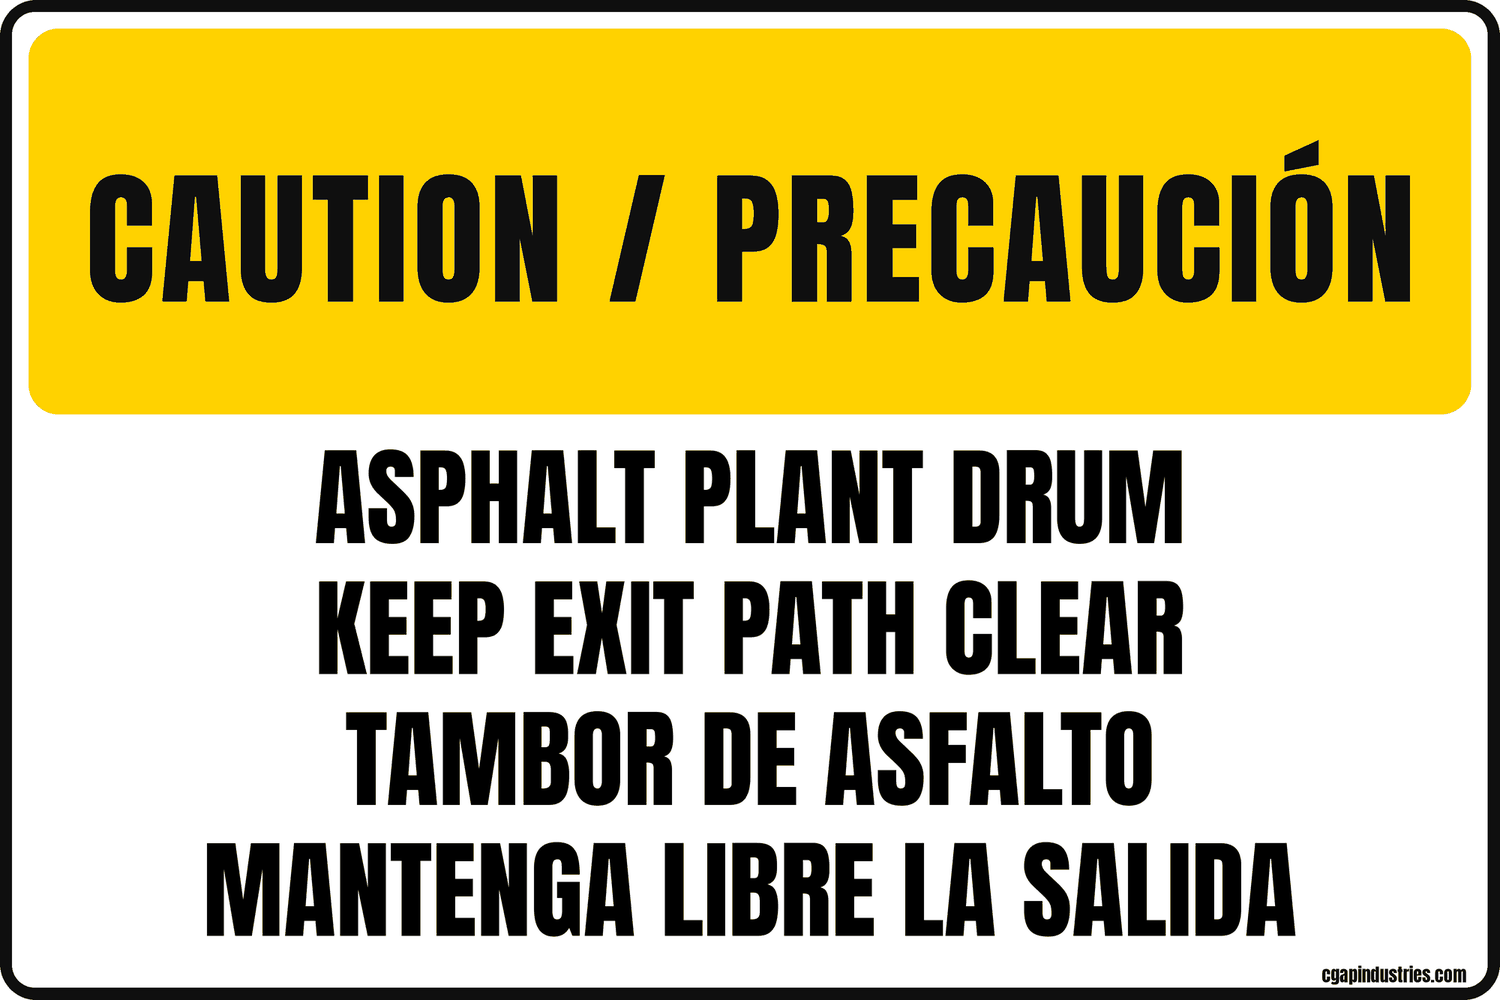 CAUTION / PRECAUCIÓN
ASPHALT PLANT DRUM
KEEP EXIT PATH CLEAR
TAMBOR DE ASFALTO
MANTENGA LIBRE LA SALIDA
cgapindustries.com